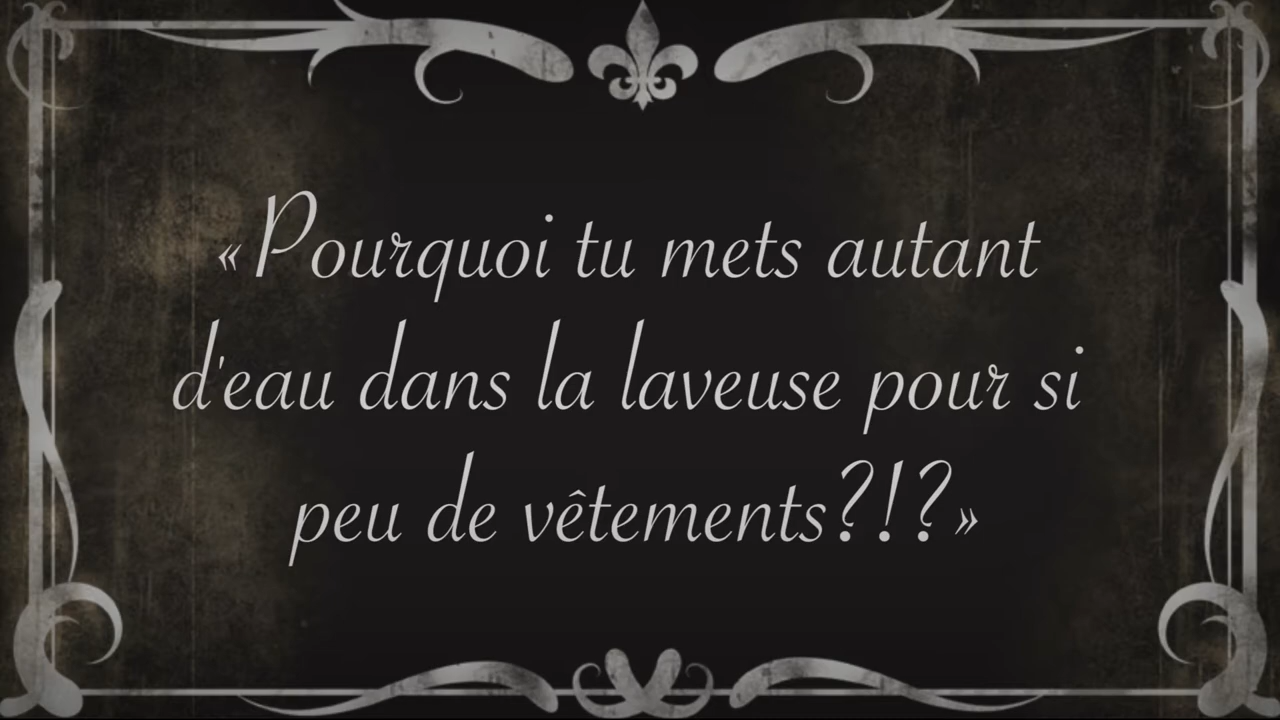 «Pourquoi tu mets autant
d'eau dans la laveuse pour si
peu de vêtements?!?»